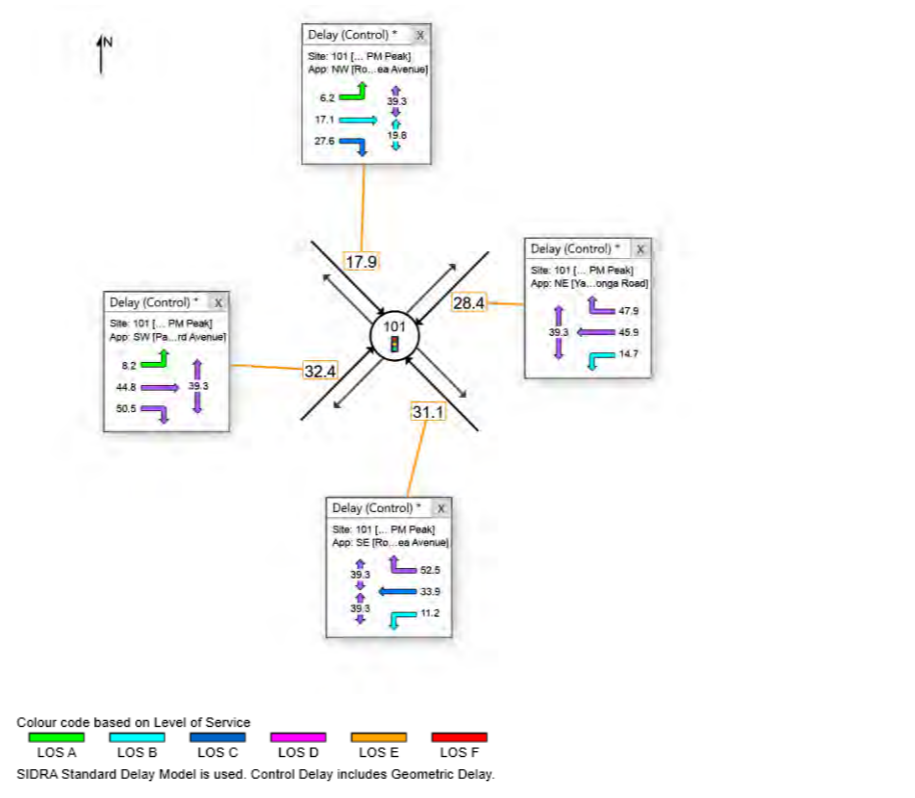 N
Delay (Control) * X
Site: 101 [... PM Peak]
App: NW [Ro...ea Avenue]
6.2
39.3
17.1
19.8
27.6
17.9
Delay (Control) * X
Site: 101 [... PM Peak]
App: NE [Ya...onga Road]
47.9
39.3
45.9
14.7
28.4
101
Delay (Control) * X
Site: 101 [... PM Peak]
App: SW [Pa...rd Avenue]
8.2
44.8
39.3
50.5
32.4
31.1
Delay (Control) * X
Site: 101 [... PM Peak]
App: SE [Ro...ea Avenue]
39.3
52.5
33.9
39.3
11.2
Colour code based on Level of Service
LOS A LOS B LOS C LOS D LOS E LOS F
SIDRA Standard Delay Model is used. Control Delay includes Geometric Delay.